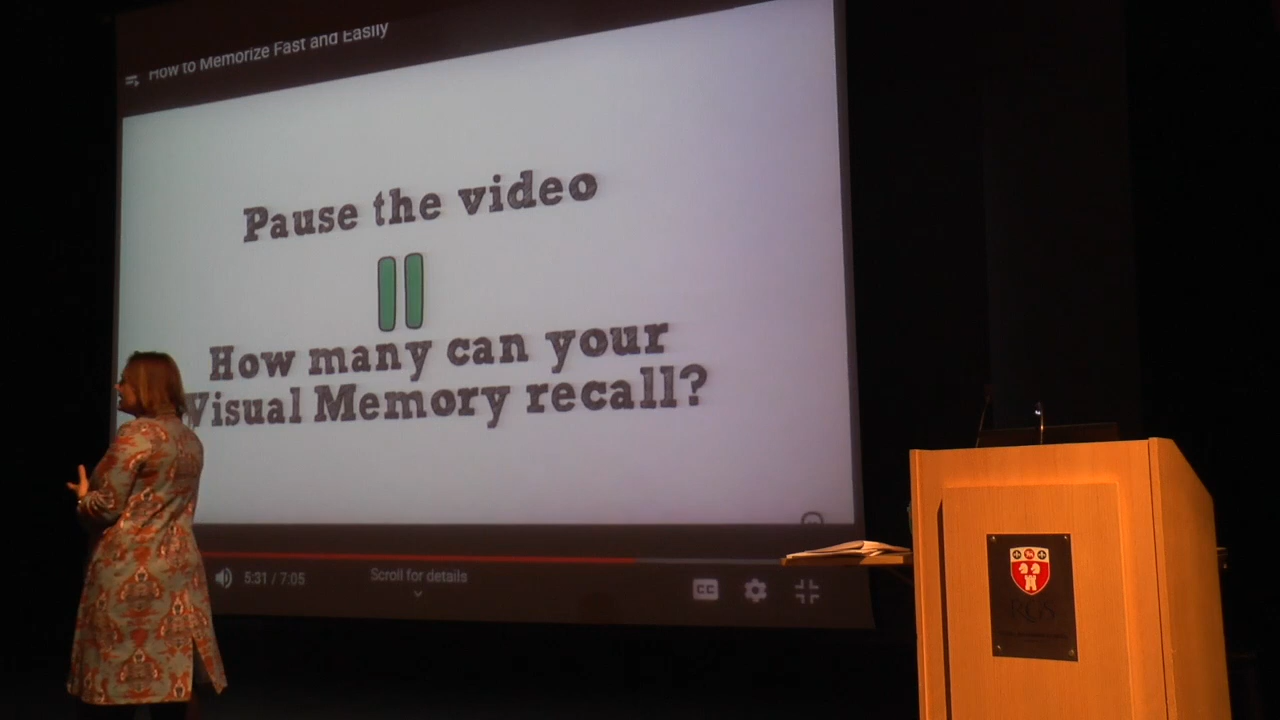 How to Memorize Fast and Easily
Pause the video
How many can your
Visual Memory recall?
5:31 / 7:05
Scroll for details
CC
RGS